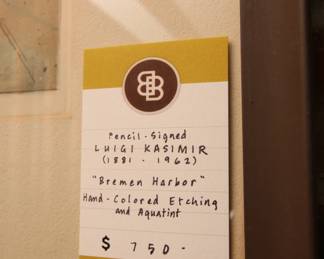 B B
Pencil-Signed
LUIGI KASIMIR
(1881 - 1962)
"Bremen Harbor"
Hand-Colored Etching
and Aquatint
$ 750-